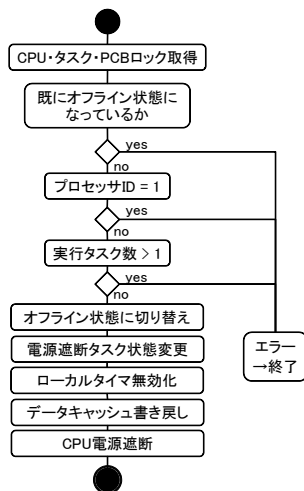 CPU・タスク・PCBロック取得
既にオフライン状態に
なっているか
yes
no
プロセッサID = 1
yes
no
実行タスク数 > 1
yes
no
オフライン状態に切り替え
電源遮断タスク状態変更
ローカルタイマ無効化
データキャッシュ書き戻し
CPU電源遮断
エラー
→終了